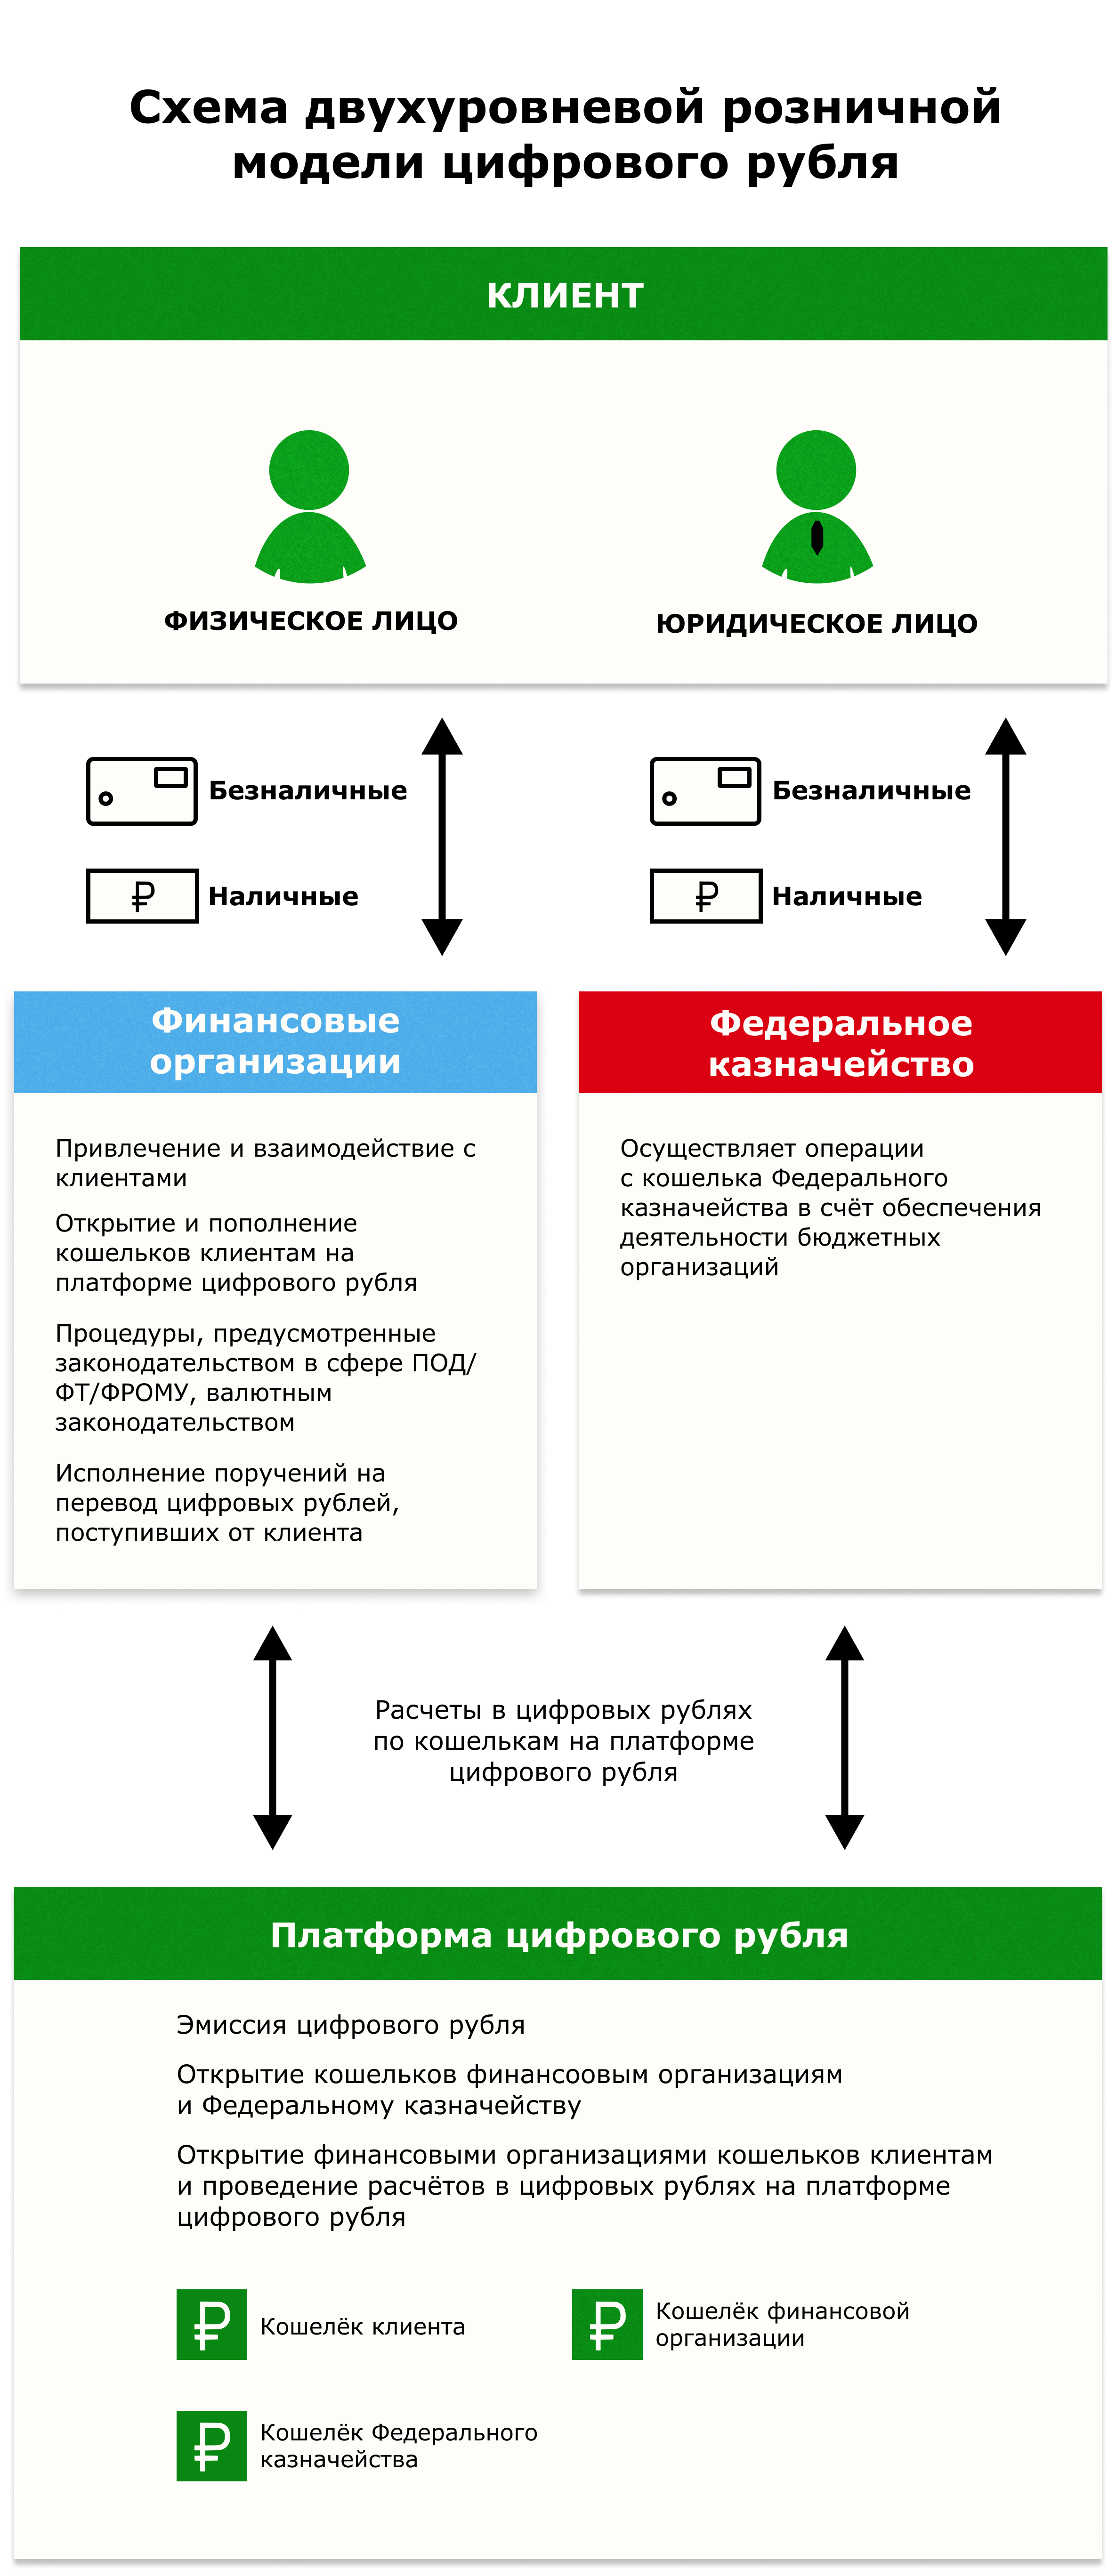 Схема двухуровневой розничной
модели цифрового рубля
КЛИЕНТ
ФИЗИЧЕСКОЕ ЛИЦО
ЮРИДИЧЕСКОЕ ЛИЦО
Безналичные
₽ Наличные
Безналичные
₽ Наличные
Финансовые
организации
Привлечение и взаимодействие с
клиентами
Открытие и пополнение
кошельков клиентам на
платформе цифрового рубля
Процедуры, предусмотренные
законодательством в сфере ПОД/
ФТ/ФРОМУ, валютным
законодательством
Исполнение поручений на
перевод цифровых рублей,
поступивших от клиента
Федеральное
казначейство
Осуществляет операции
с кошелька Федерального
казначейства в счёт обеспечения
деятельности бюджетных
организаций
Расчеты в цифровых рублях
по кошелькам на платформе
цифрового рубля
Платформа цифрового рубля
Эмиссия цифрового рубля
Открытие кошельков финансоовым организациям
и Федеральному казначейству
Открытие финансовыми организациями кошельков клиентам
и проведение расчётов в цифровых рублях на платформе
цифрового рубля
₽ Кошелёк клиента
₽ Кошелёк финансовой
организации
₽ Кошелёк Федерального
казначейства